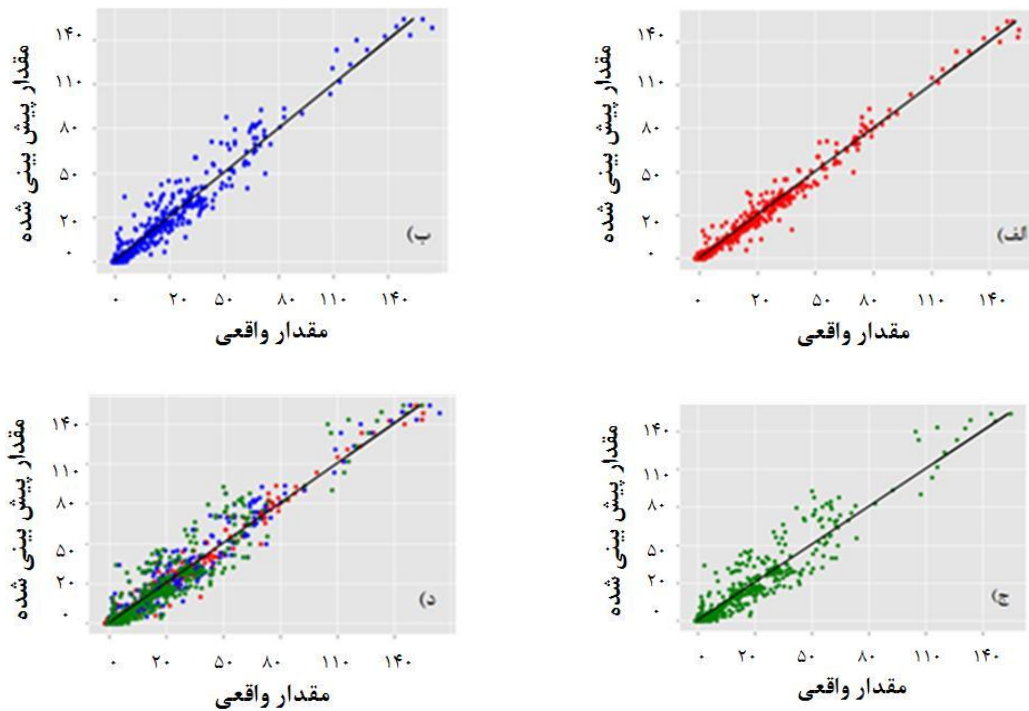 مقدار پیش بینی شده
۱۴۰
۱۱۰
۸۰
۵۰
۲۰
۰
الف)
۰ ۲۰ ۵۰ ۸۰ ۱۱۰ ۱۴۰
مقدار واقعی
مقدار پیش بینی شده
۱۴۰
۱۱۰
۸۰
۵۰
۲۰
۰
ب)
۰ ۲۰ ۵۰ ۸۰ ۱۱۰ ۱۴۰
مقدار واقعی
مقدار پیش بینی شده
۱۴۰
۱۱۰
۸۰
۵۰
۲۰
۰
ج)
۰ ۲۰ ۵۰ ۸۰ ۱۱۰ ۱۴۰
مقدار واقعی
مقدار پیش بینی شده
۱۴۰
۱۱۰
۸۰
۵۰
۲۰
۰
د)
۰ ۲۰ ۵۰ ۸۰ ۱۱۰ ۱۴۰
مقدار واقعی